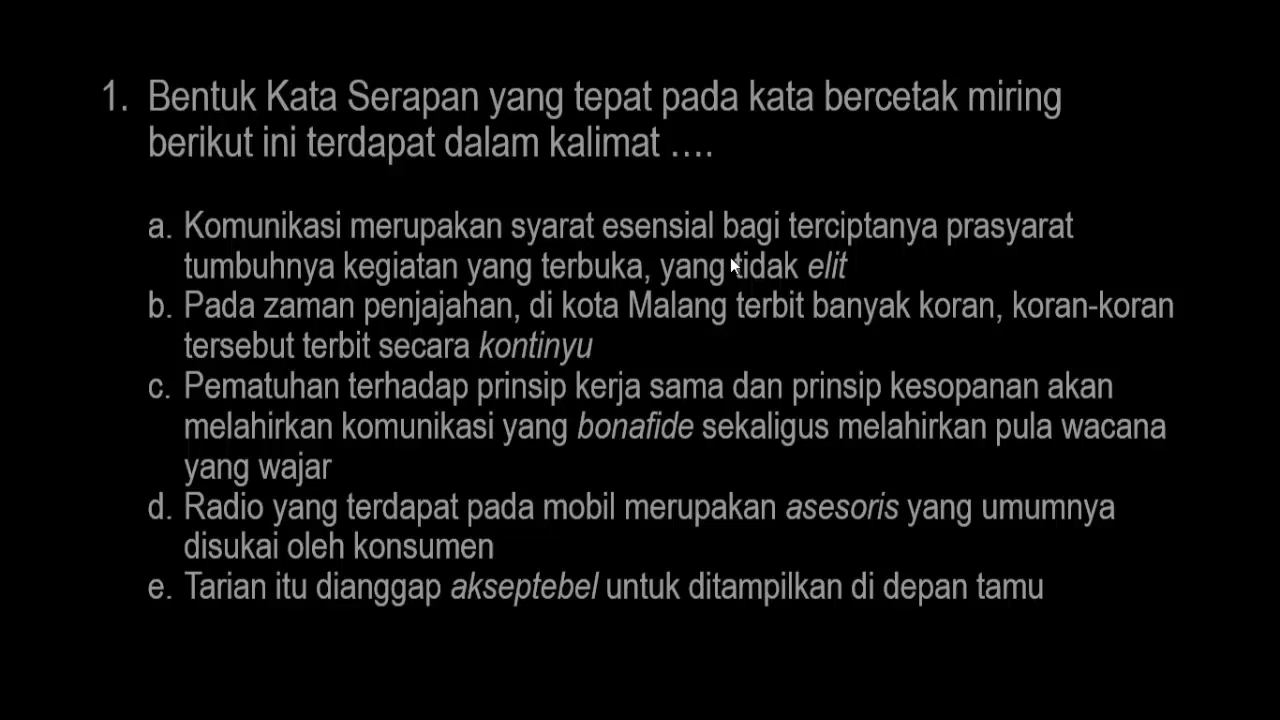 1. Bentuk Kata Serapan yang tepat pada kata bercetak miring
berikut ini terdapat dalam kalimat ….
a. Komunikasi merupakan syarat esensial bagi terciptanya prasyarat
tumbuhnya kegiatan yang terbuka, yang tidak elit
b. Pada zaman penjajahan, di kota Malang terbit banyak koran, koran-koran
tersebut terbit secara kontinyu
c. Pematuhan terhadap prinsip kerja sama dan prinsip kesopanan akan
melahirkan komunikasi yang bonafide sekaligus melahirkan pula wacana
yang wajar
d. Radio yang terdapat pada mobil merupakan asesoris yang umumnya
disukai oleh konsumen
e. Tarian itu dianggap akseptebel untuk ditampilkan di depan tamu